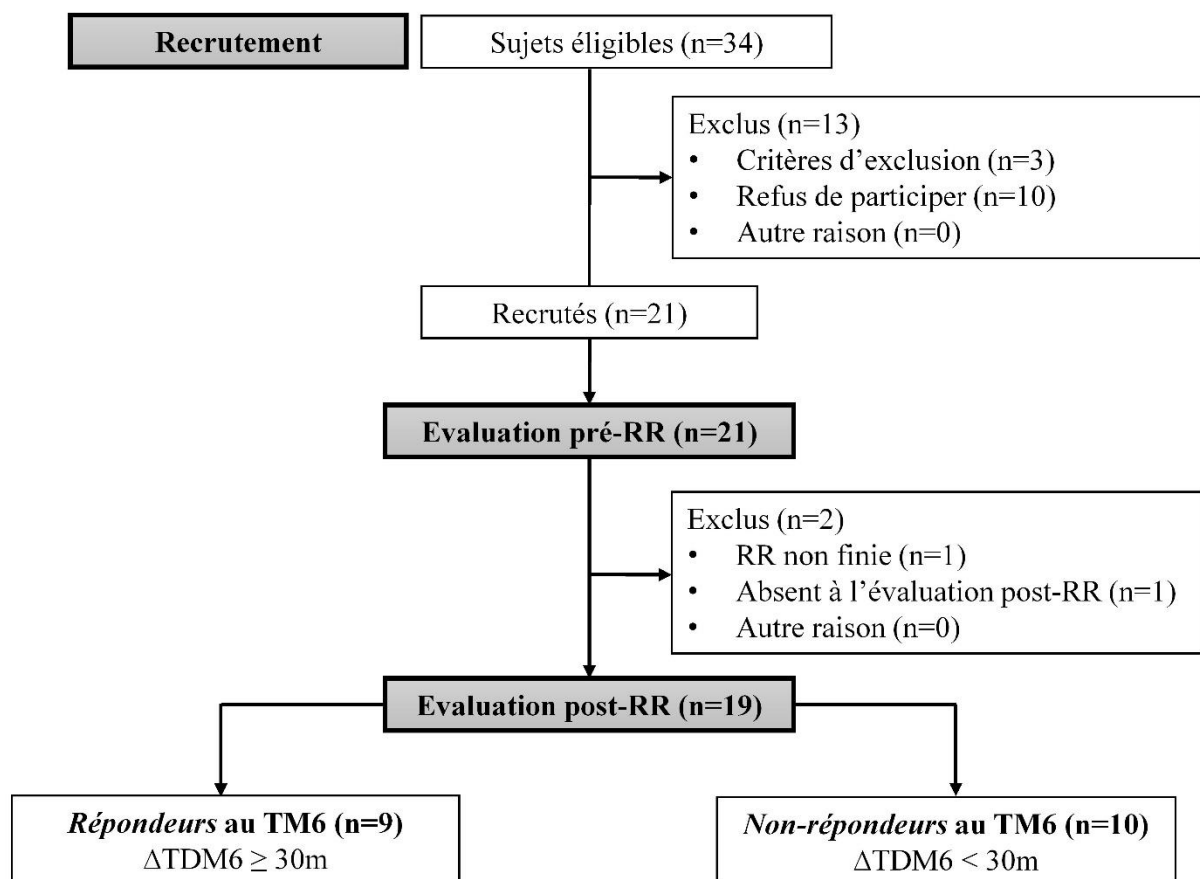 Recrutement
Sujets éligibles (n=34)
Exclus (n=13)
• Critères d'exclusion (n=3)
• Refus de participer (n=10)
• Autre raison (n=0)
Recrutés (n=21)
Evaluation pré-RR (n=21)
Exclus (n=2)
• RR non finie (n=1)
• Absent à l'évaluation post-RR (n=1)
• Autre raison (n=0)
Evaluation post-RR (n=19)
Répondeurs au TM6 (n=9)
ΔTDM6 ≥ 30m
Non-répondeurs au TM6 (n=10)
ΔTDM6 < 30m